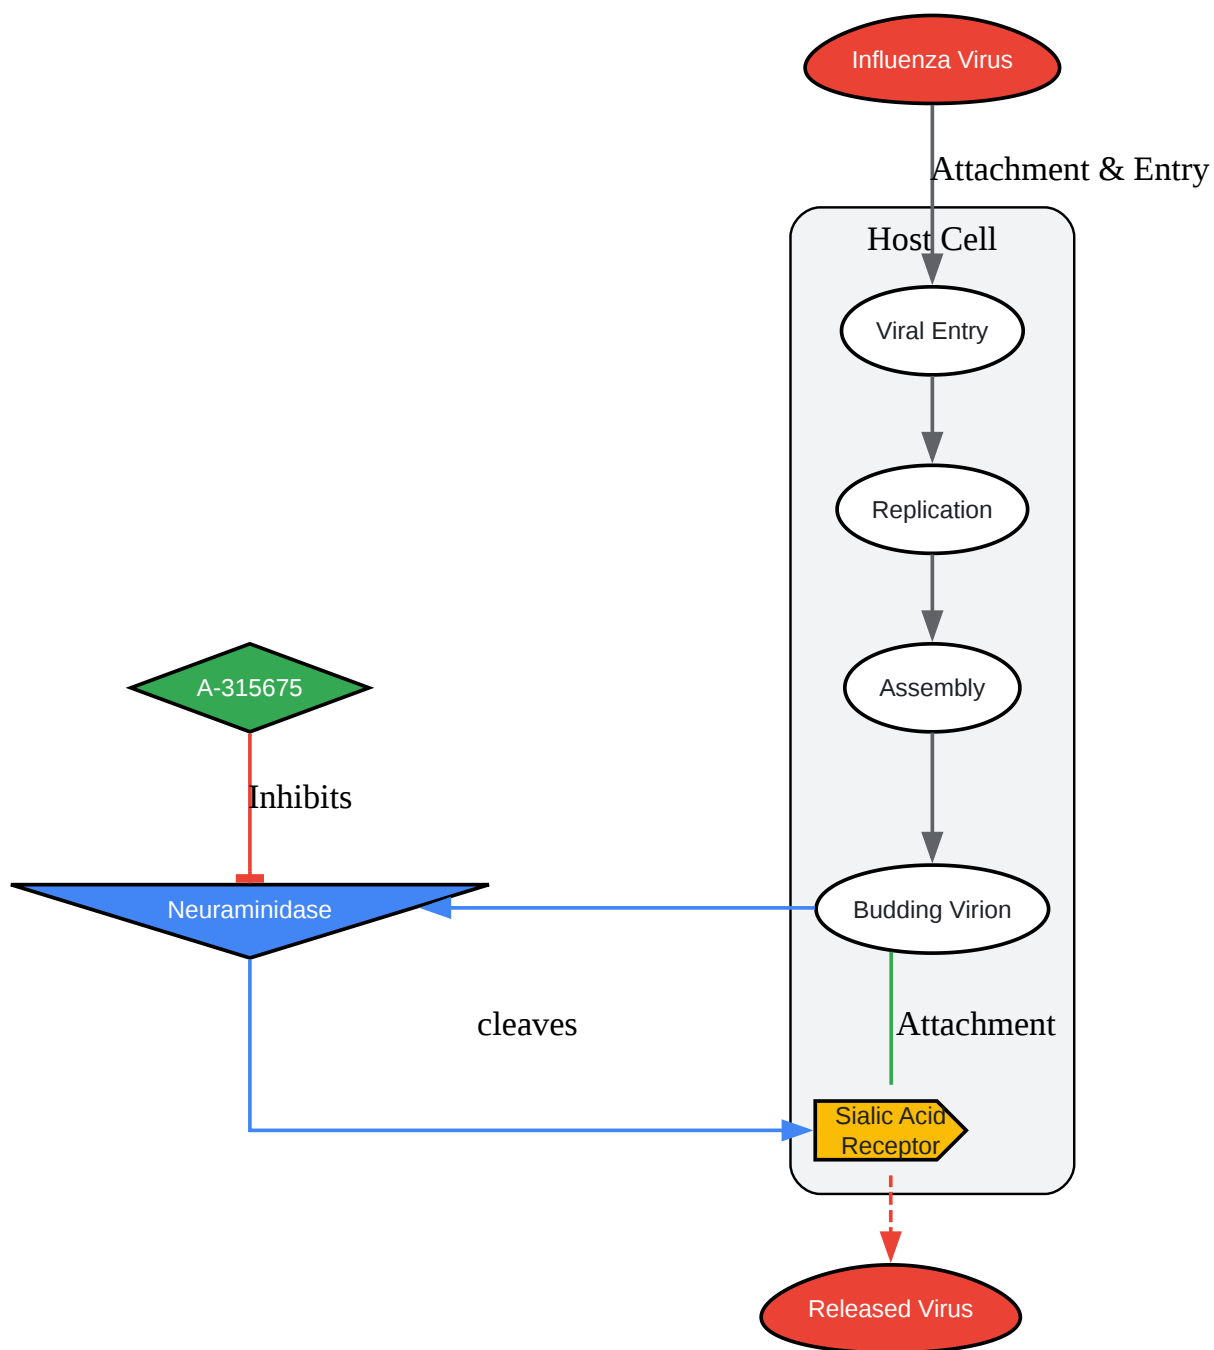 Influenza Virus
Attachment & Entry
Host Cell
Viral Entry
Replication
A-315675
Assembly
Inhibits
Neuraminidase
Budding Virion
cleaves
Attachment
Sialic Acid
Receptor
Released Virus